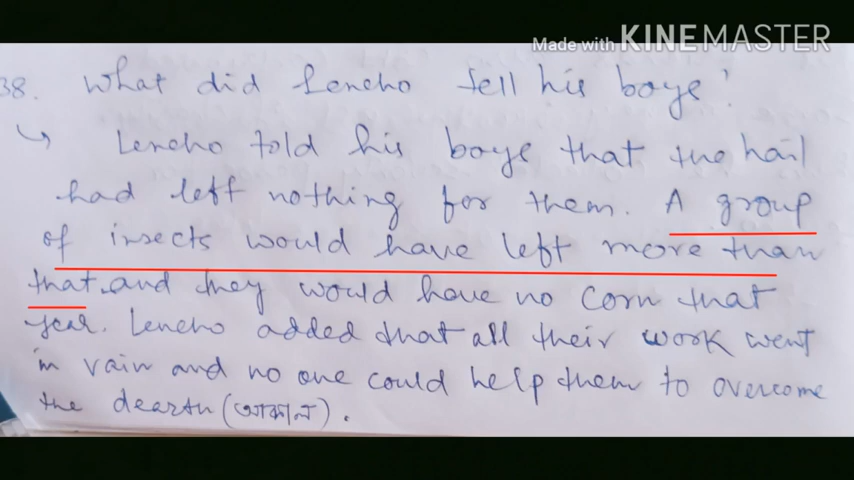 Made with KINEMASTER
38. What did Lencho tell his boys?
↳ Lencho told his boys that the hail
had left nothing for them. A group
of insects would have left more than
that. and they would have no corn that
year. Lencho added that all their work went
in vain and no one could help them to overcome
the dearth (আকাল).